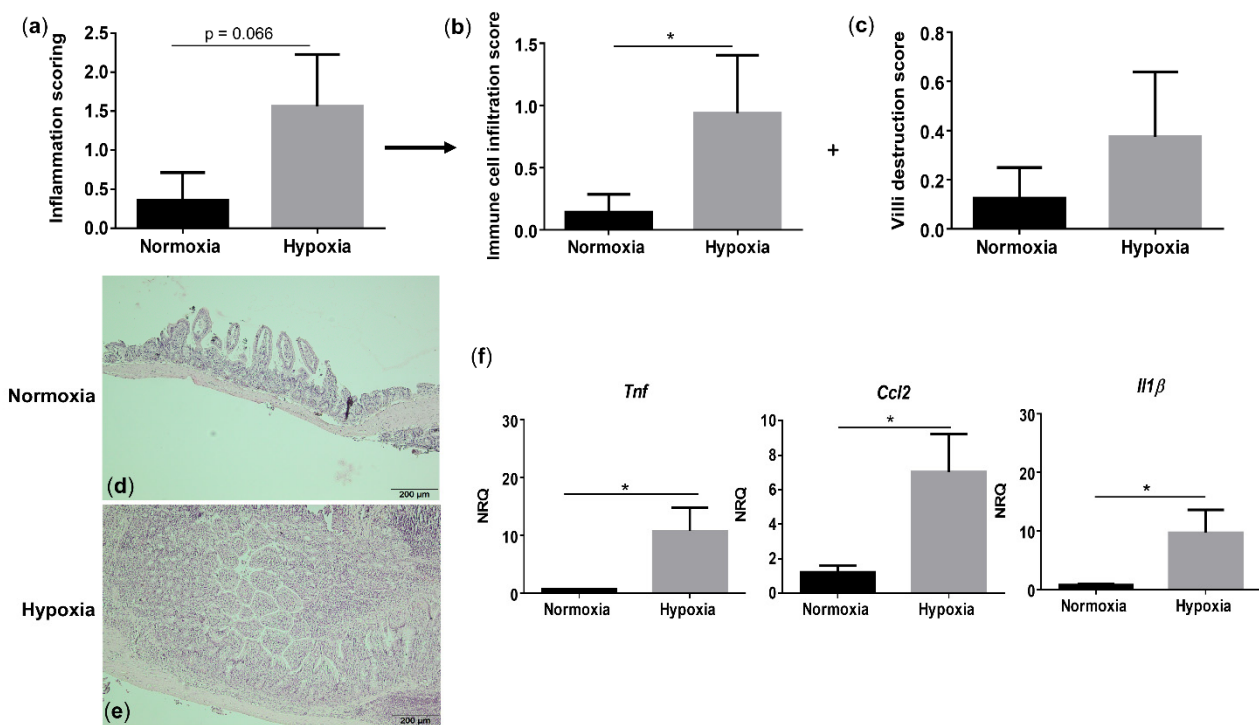 (a)
Inflammation scoring
2.5
2.0
1.5
1.0
0.5
0.0
p = 0.066
Normoxia
Hypoxia
(b)
Immune cell infiltration score
1.5
1.0
0.5
0.0
*
Normoxia
Hypoxia
+
(c)
Villi destruction score
0.8
0.6
0.4
0.2
0.0
Normoxia
Hypoxia
Normoxia
(d)
200 µm
Hypoxia
(e)
200 µm
(f)
Tnf
NRQ
30
20
10
0
*
Normoxia
Hypoxia
Ccl2
NRQ
10
8
6
4
2
0
*
Normoxia
Hypoxia
Il1β
NRQ
30
20
10
0
*
Normoxia
Hypoxia